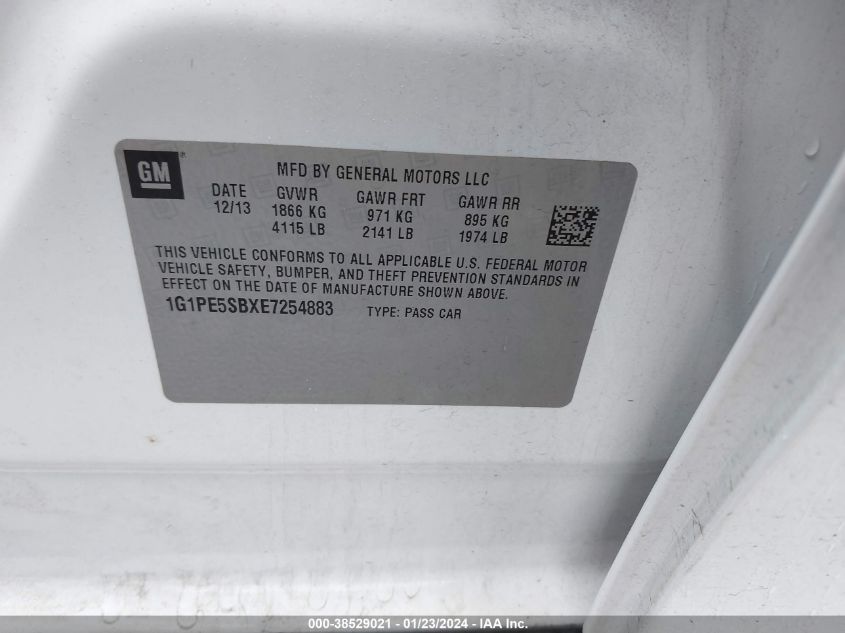 GM ®
MFD BY GENERAL MOTORS LLC
DATE GVWR GAWR FRT GAWR RR
12/13 1866 KG 971 KG 895 KG
4115 LB 2141 LB 1974 LB
THIS VEHICLE CONFORMS TO ALL APPLICABLE U.S. FEDERAL MOTOR
VEHICLE SAFETY, BUMPER, AND THEFT PREVENTION STANDARDS IN
EFFECT ON THE DATE OF MANUFACTURE SHOWN ABOVE.
1G1PE5SBXE7254883 TYPE: PASS CAR
000-38529021 - 01/23/2024 - IAA Inc.